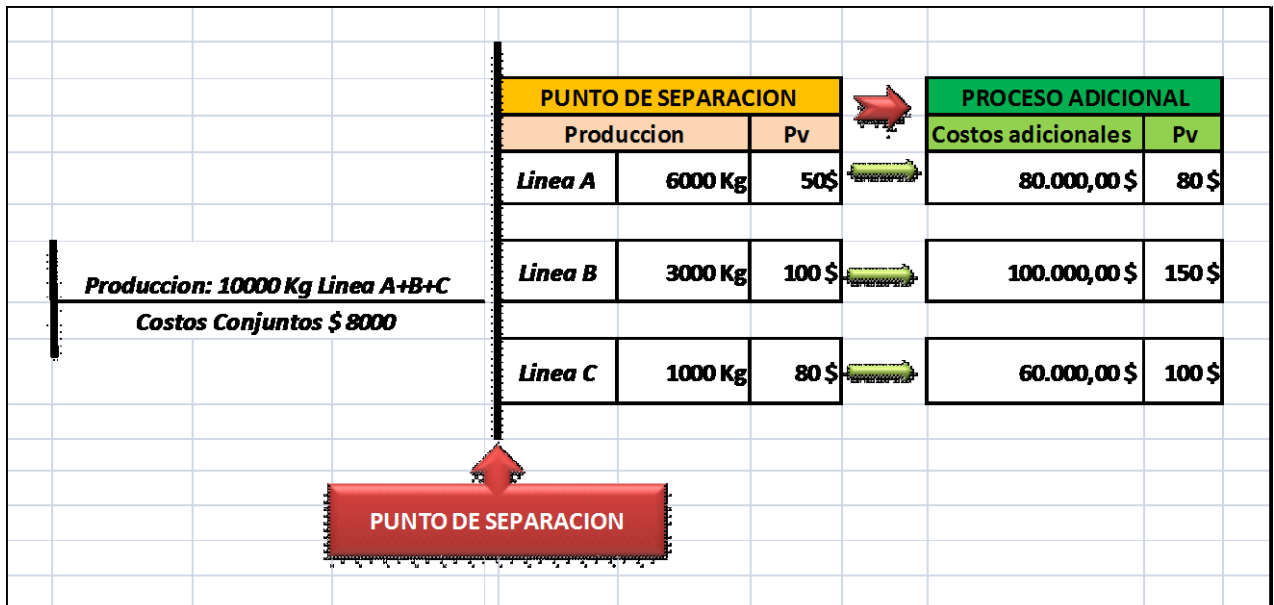 PUNTO DE SEPARACION
PROCESO ADICIONAL
Produccion Pv
Costos adicionales Pv
Linea A 6000 Kg 50$
80.000,00 $ 80 $
Linea B 3000 Kg 100 $
100.000,00 $ 150 $
Produccion: 10000 Kg Linea A+B+C
Costos Conjuntos $ 8000
Linea C 1000 Kg 80 $
60.000,00 $ 100 $
PUNTO DE SEPARACION